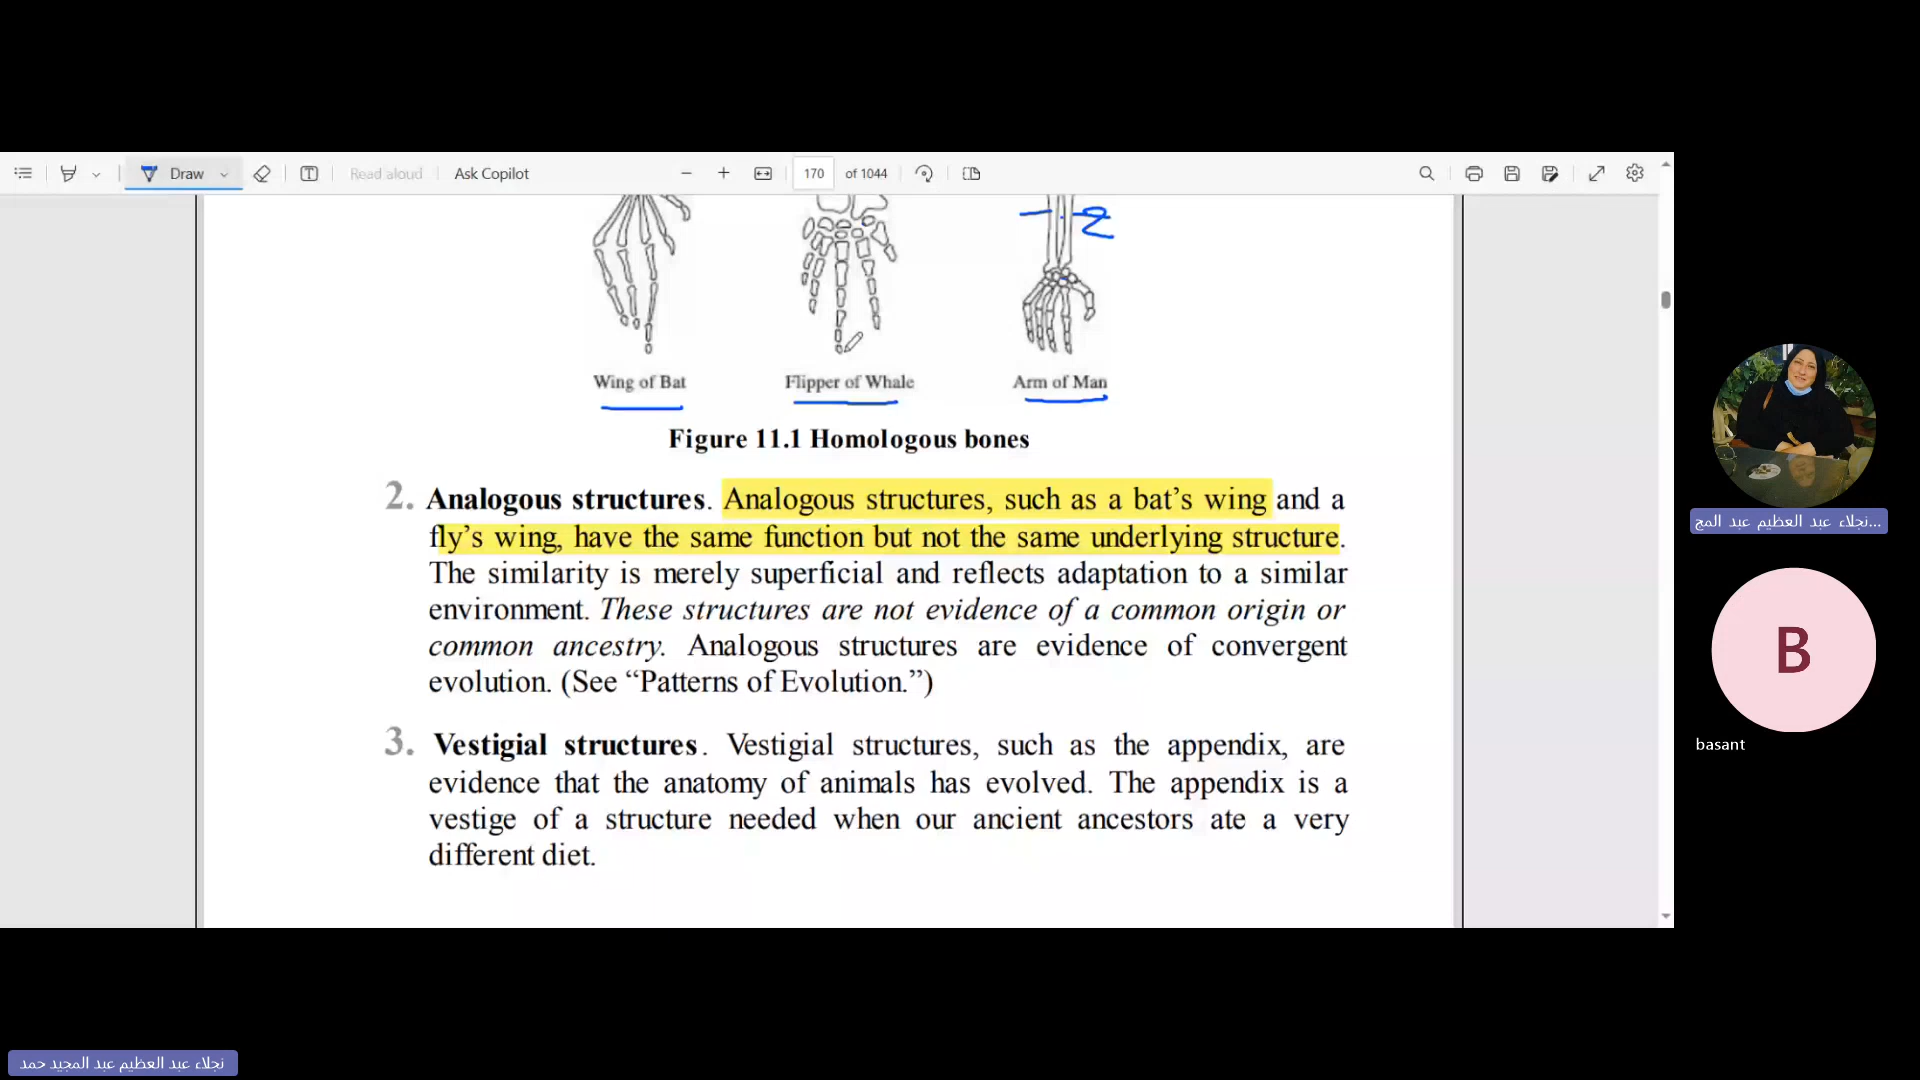 Draw
Read aloud
Ask Copilot
170 of 1044
2
Wing of Bat
Flipper of Whale
Arm of Man
Figure 11.1 Homologous bones
2. Analogous structures. Analogous structures, such as a bat’s wing and a
fly’s wing, have the same function but not the same underlying structure.
The similarity is merely superficial and reflects adaptation to a similar
environment. These structures are not evidence of a common origin or
common ancestry. Analogous structures are evidence of convergent
evolution. (See “Patterns of Evolution.”)
3. Vestigial structures. Vestigial structures, such as the appendix, are
evidence that the anatomy of animals has evolved. The appendix is a
vestige of a structure needed when our ancient ancestors ate a very
different diet.
نجلاء عبد العظيم عبد المج...
B
basant
نجلاء عبد العظيم عبد المجيد حمد